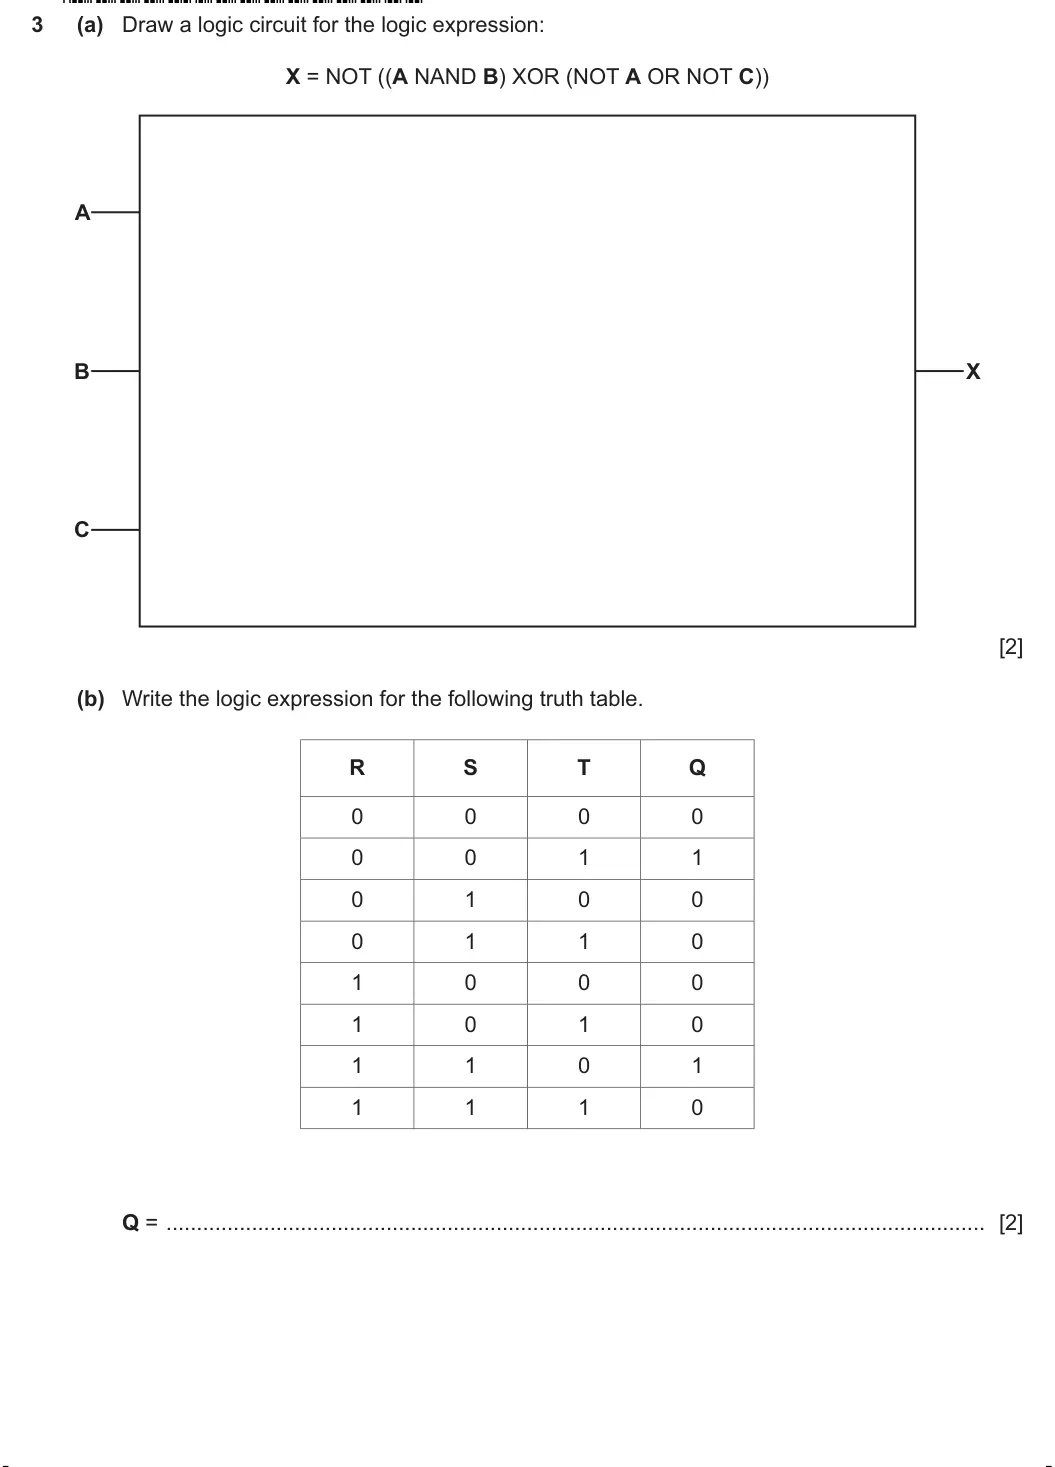 3 (a) Draw a logic circuit for the logic expression:
X = NOT ((A NAND B) XOR (NOT A OR NOT C))
A
B
X
C
[2]
(b) Write the logic expression for the following truth table.
R S T Q
0 0 0 0
0 0 1 1
0 1 0 0
0 1 1 0
1 0 0 0
1 0 1 0
1 1 0 1
1 1 1 0
Q = .......................................................................................................................................... [2]